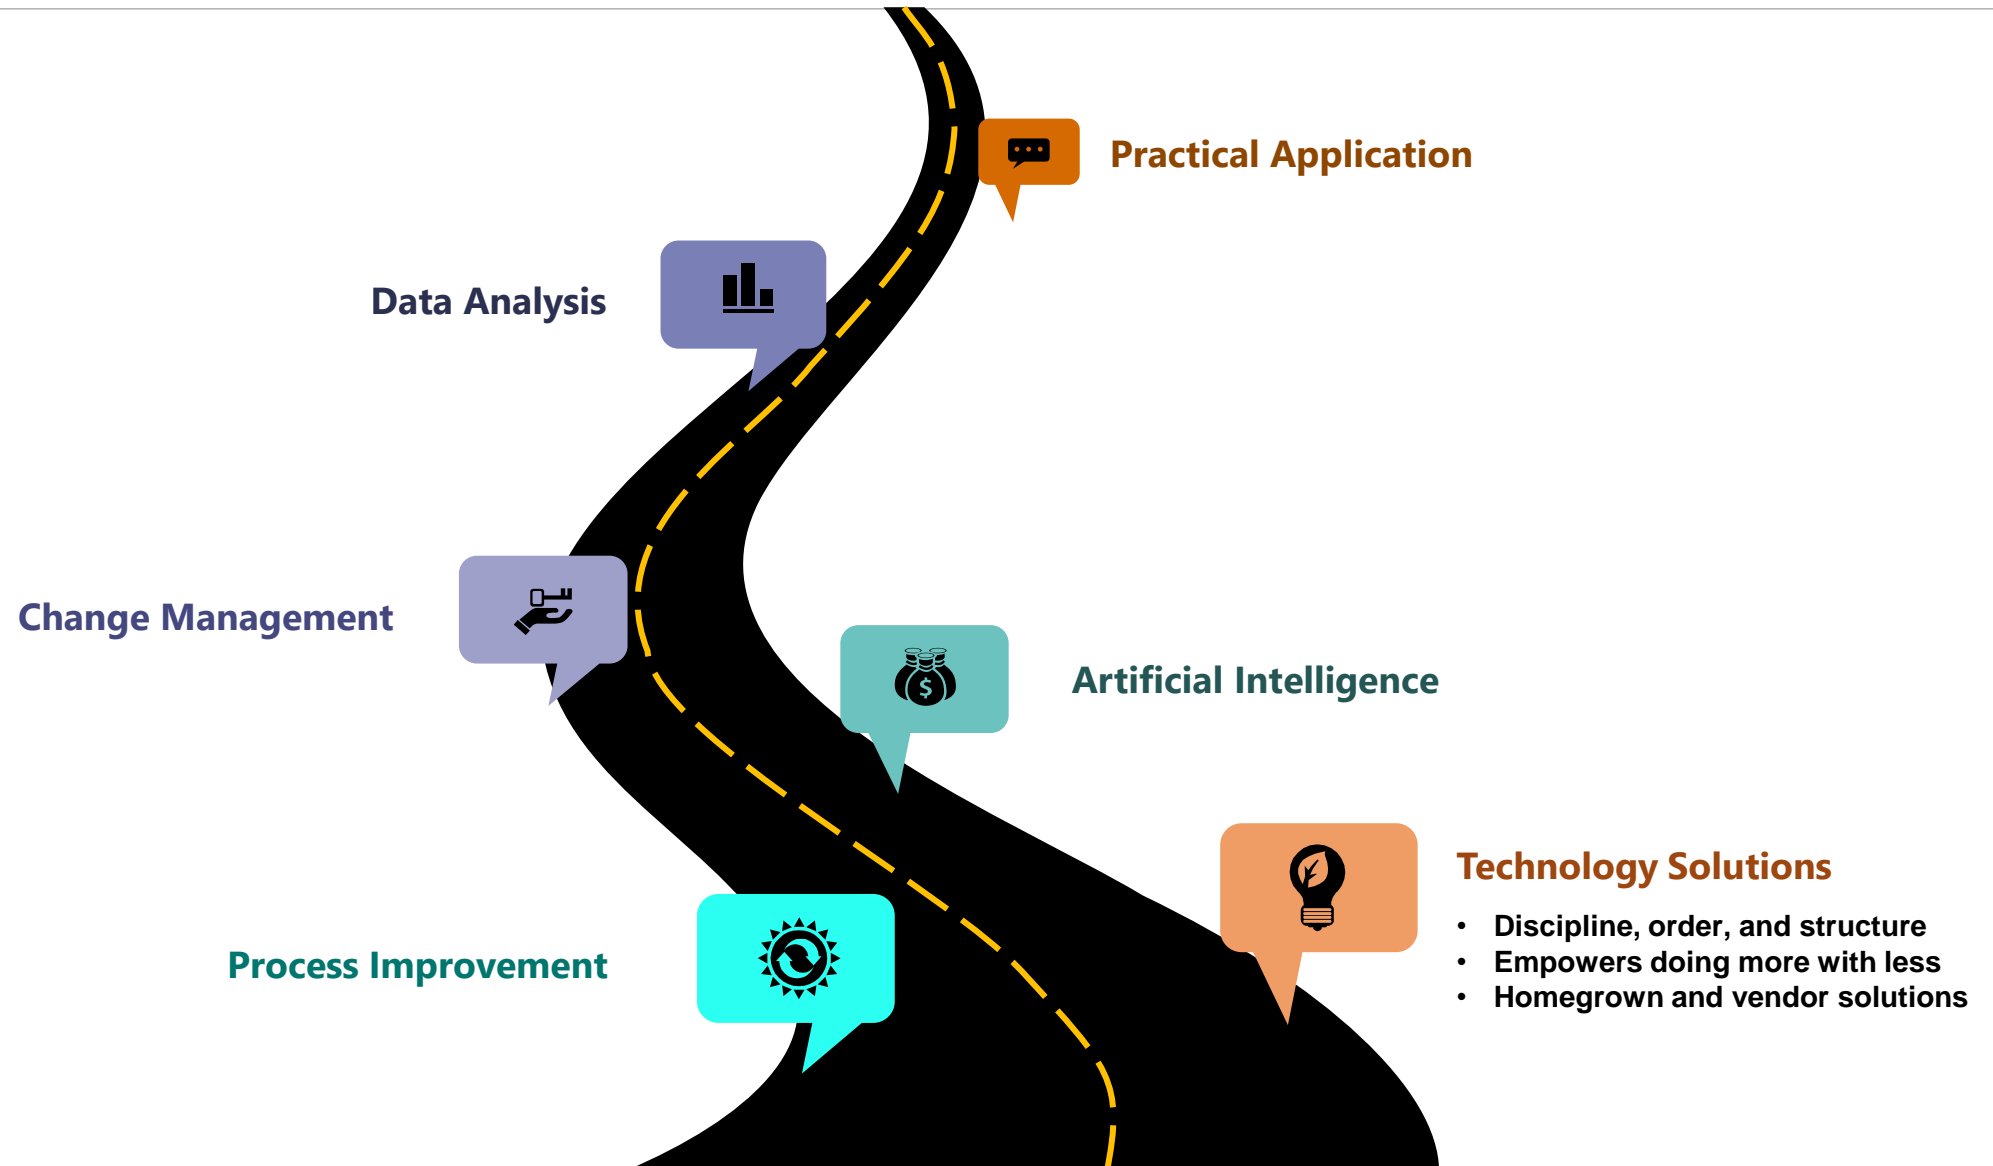 Practical Application
Data Analysis
Change Management
Artificial Intelligence
$
Technology Solutions
• Discipline, order, and structure
• Empowers doing more with less
• Homegrown and vendor solutions
Process Improvement